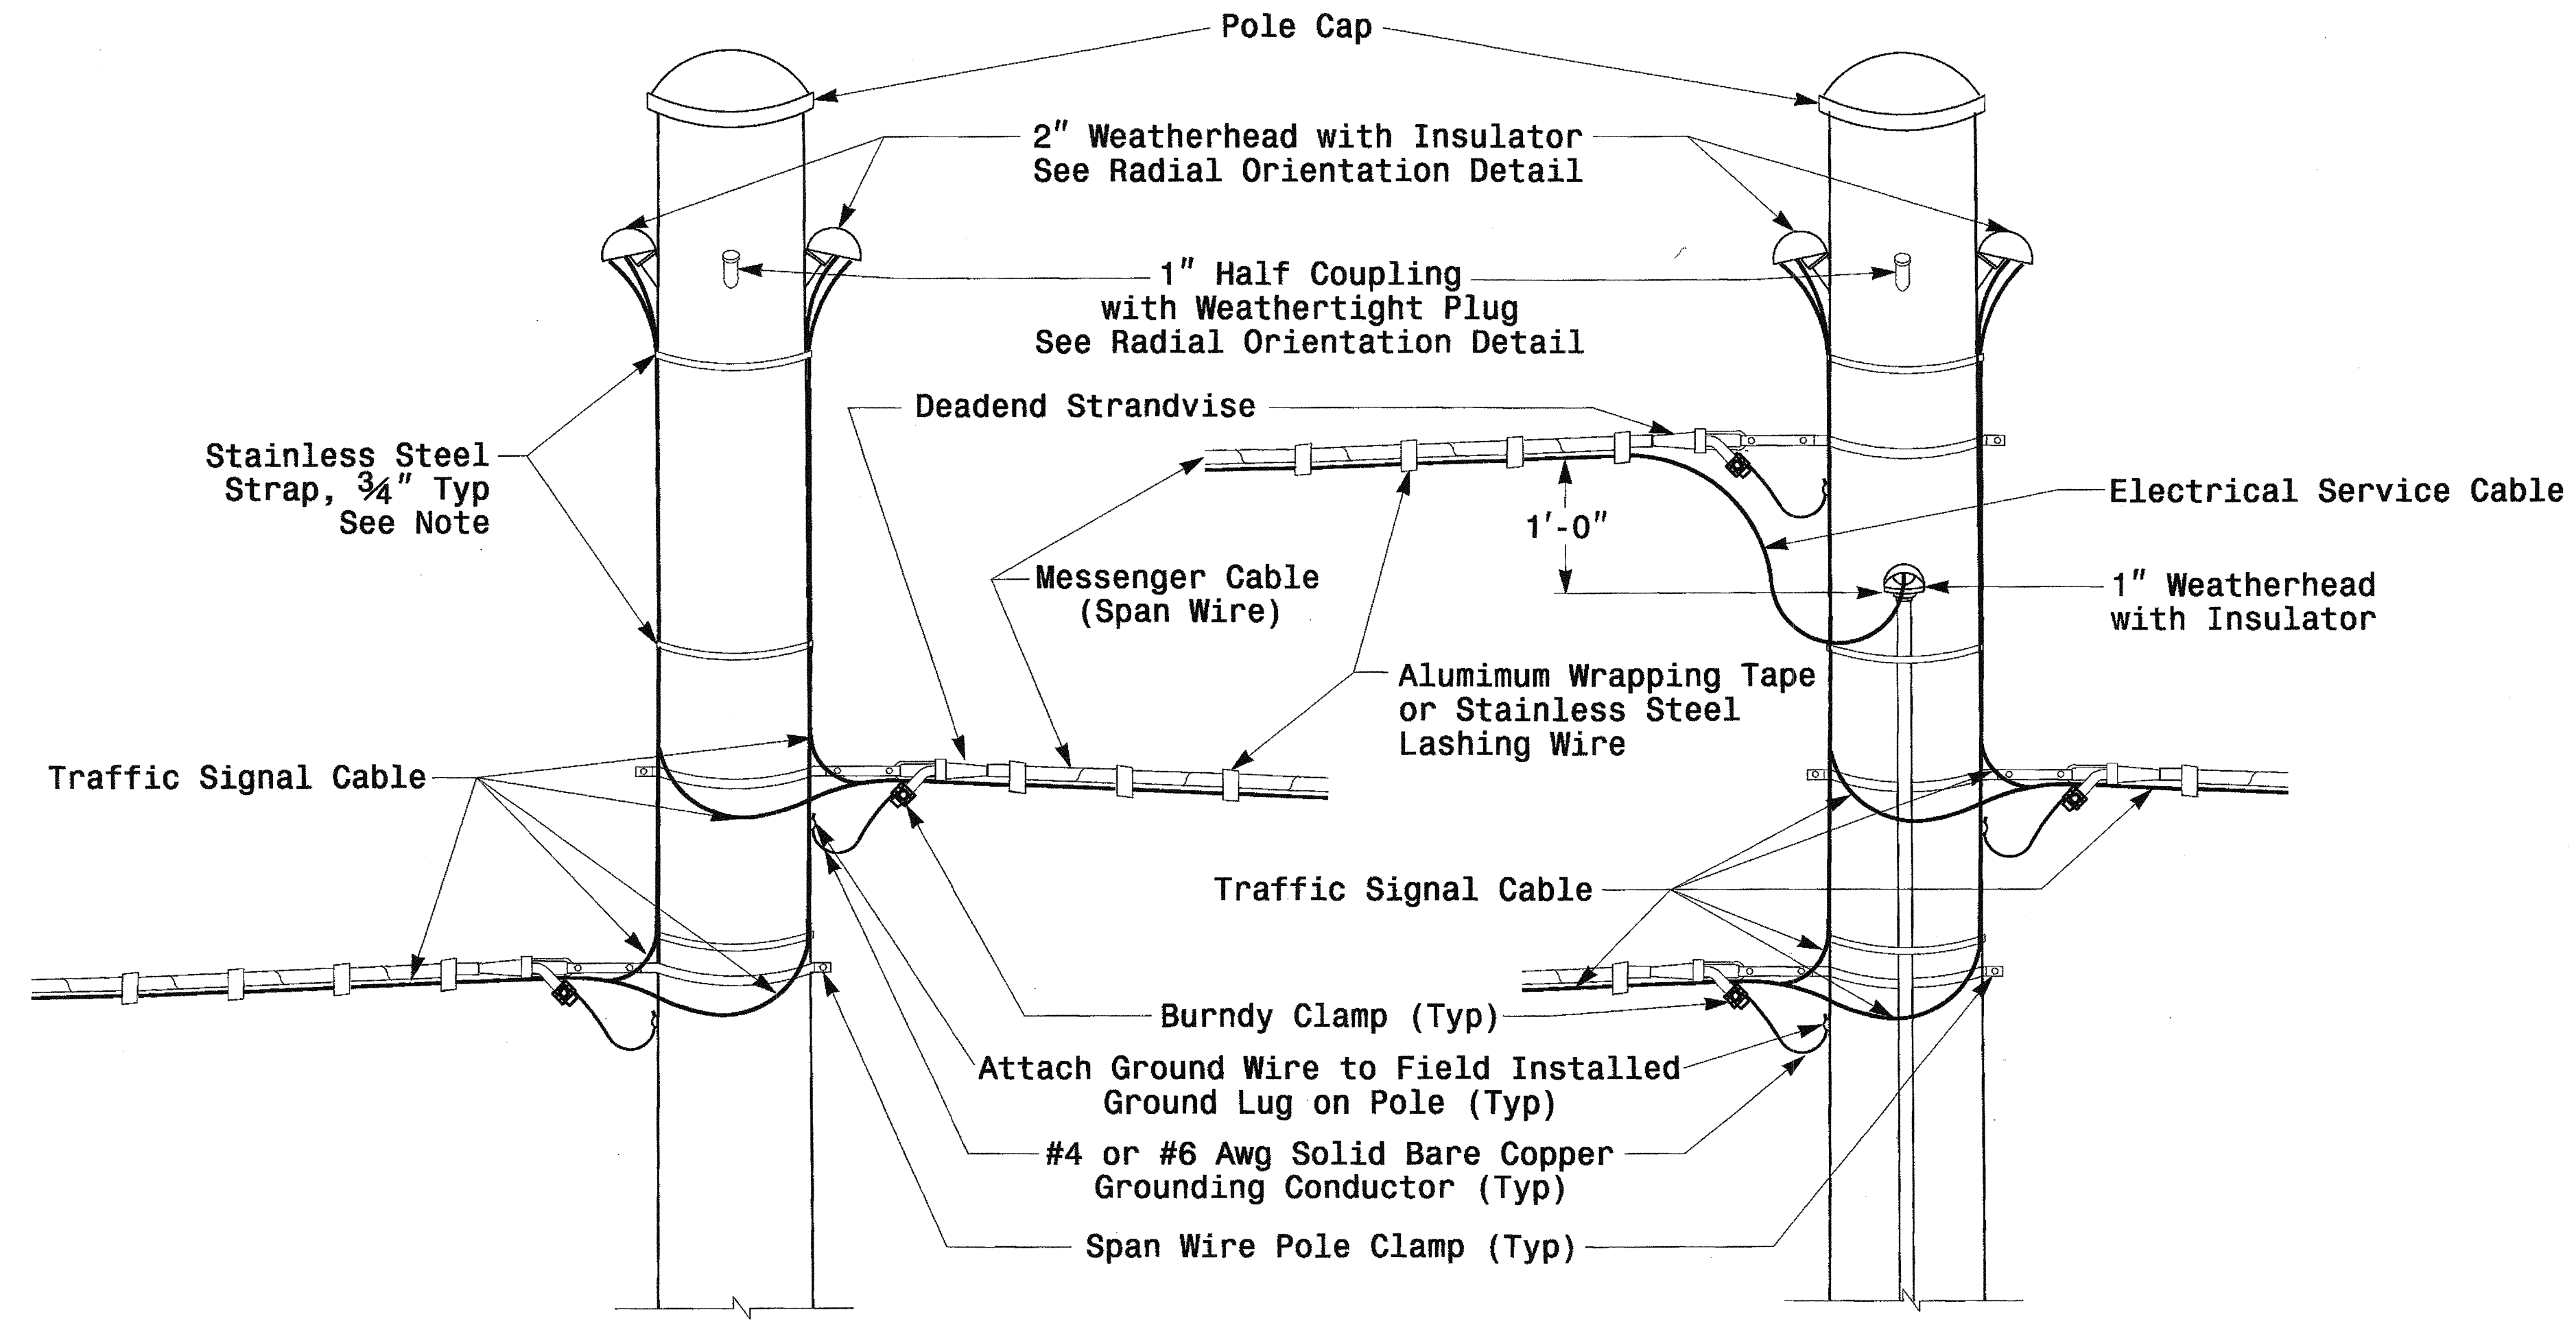 Pole Cap
2" Weatherhead with Insulator
See Radial Orientation Detail
1" Half Coupling
with Weathertight Plug
See Radial Orientation Detail
Deadend Strandvise
Stainless Steel
Strap, ¾" Typ
See Note
Electrical Service Cable
1'-0"
Messenger Cable
(Span Wire)
1" Weatherhead
with Insulator
Alumimum Wrapping Tape
or Stainless Steel
Lashing Wire
Traffic Signal Cable
Traffic Signal Cable
Burndy Clamp (Typ)
Attach Ground Wire to Field Installed
Ground Lug on Pole (Typ)
#4 or #6 Awg Solid Bare Copper
Grounding Conductor (Typ)
Span Wire Pole Clamp (Typ)